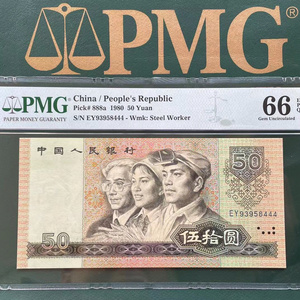 PMG®
PMG
PAPER MONEY GUARANTY
China / People's Republic
Pick# 888a 1980 50 Yuan
S/N EY93958444 - Wmk: Steel Worker
66 EPQ
Gem Uncirculated
中国人民银行
50
EY93958444
50
伍拾圆